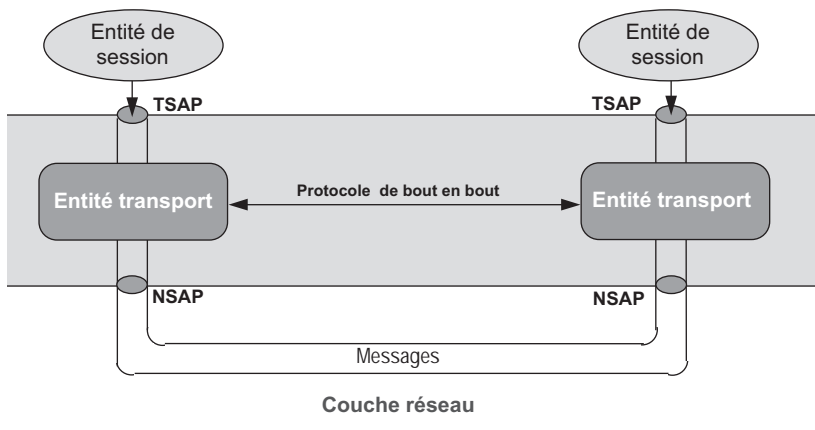 Entité de
session
Entité de
session
TSAP
TSAP
Entité transport
Protocole de bout en bout
Entité transport
NSAP
NSAP
Messages
Couche réseau